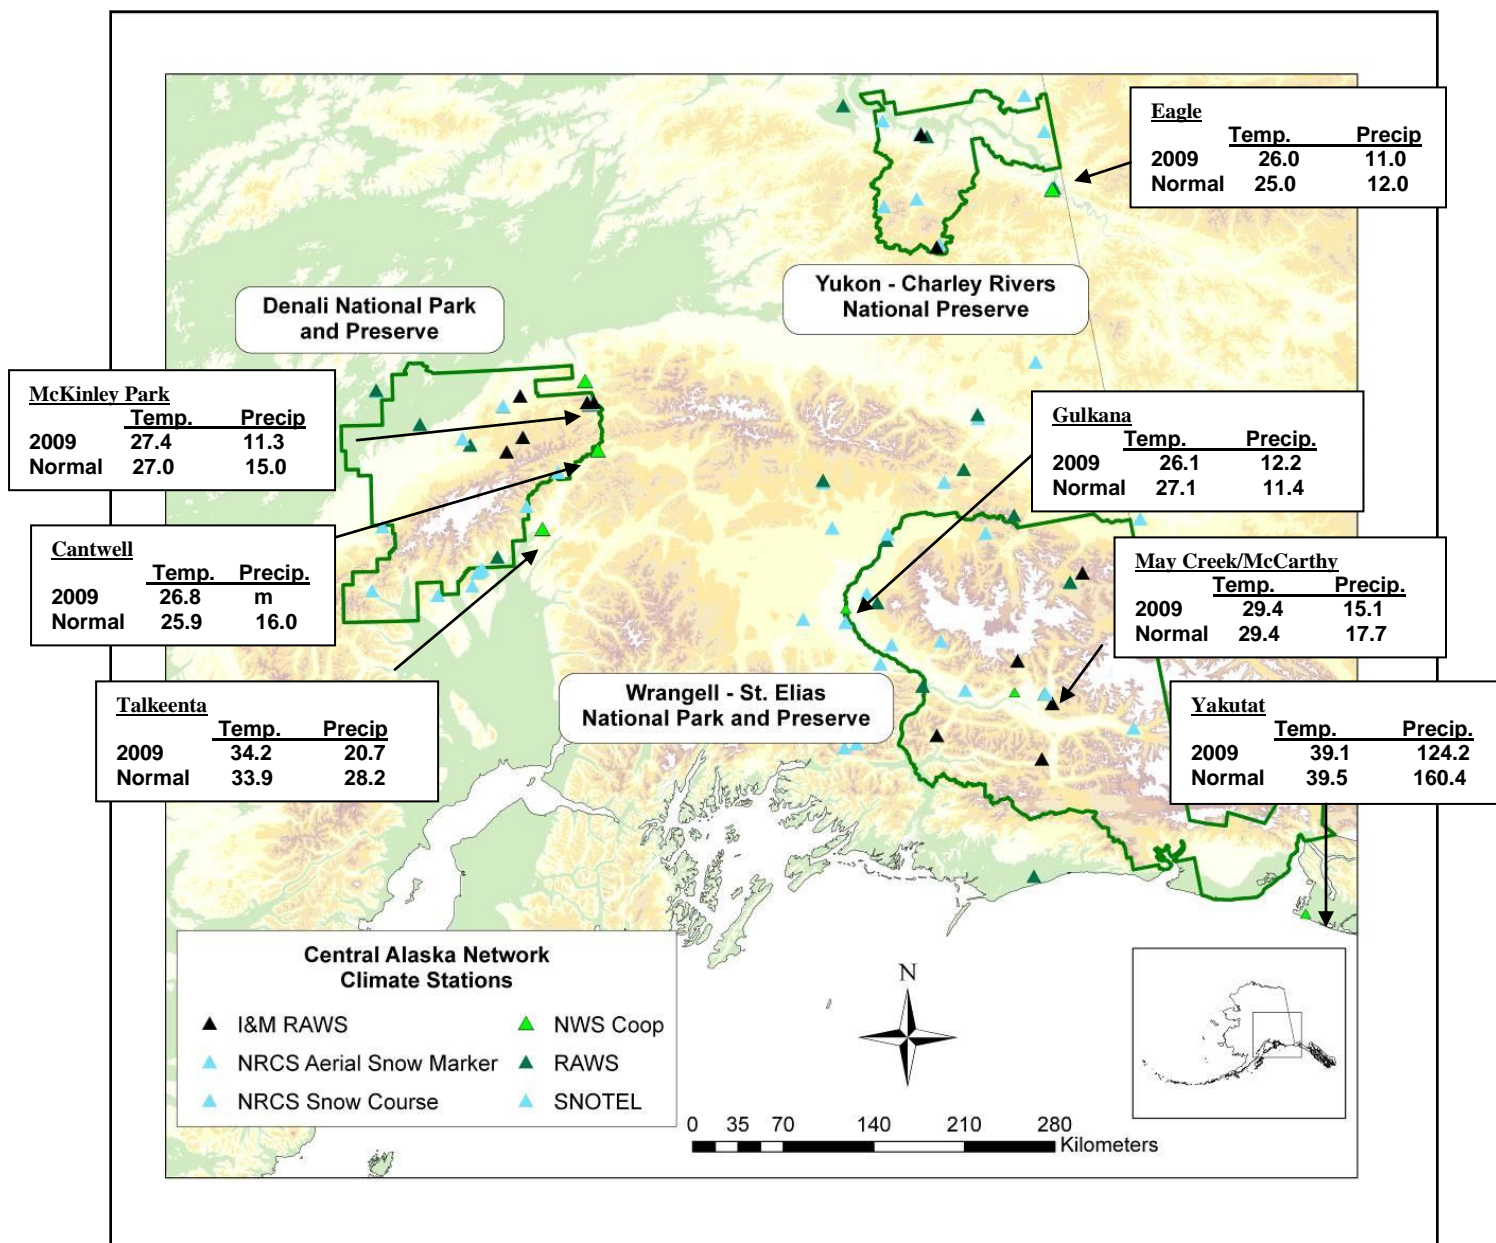 Eagle
Temp. Precip
2009 26.0 11.0
Normal 25.0 12.0
Yukon - Charley Rivers
National Preserve
Denali National Park
and Preserve
McKinley Park
Temp. Precip
2009 27.4 11.3
Normal 27.0 15.0
Gulkana
Temp. Precip.
2009 26.1 12.2
Normal 27.1 11.4
Cantwell
Temp. Precip.
2009 26.8 m
Normal 25.9 16.0
May Creek/McCarthy
Temp. Precip.
2009 29.4 15.1
Normal 29.4 17.7
Talkeenta
Temp. Precip
2009 34.2 20.7
Normal 33.9 28.2
Wrangell - St. Elias
National Park and Preserve
Yakutat
Temp. Precip.
2009 39.1 124.2
Normal 39.5 160.4
Central Alaska Network
Climate Stations
I&M RAWS
NRCS Aerial Snow Marker
NRCS Snow Course
NWS Coop
RAWS
SNOTEL
N
0 35 70 140 210 280
Kilometers